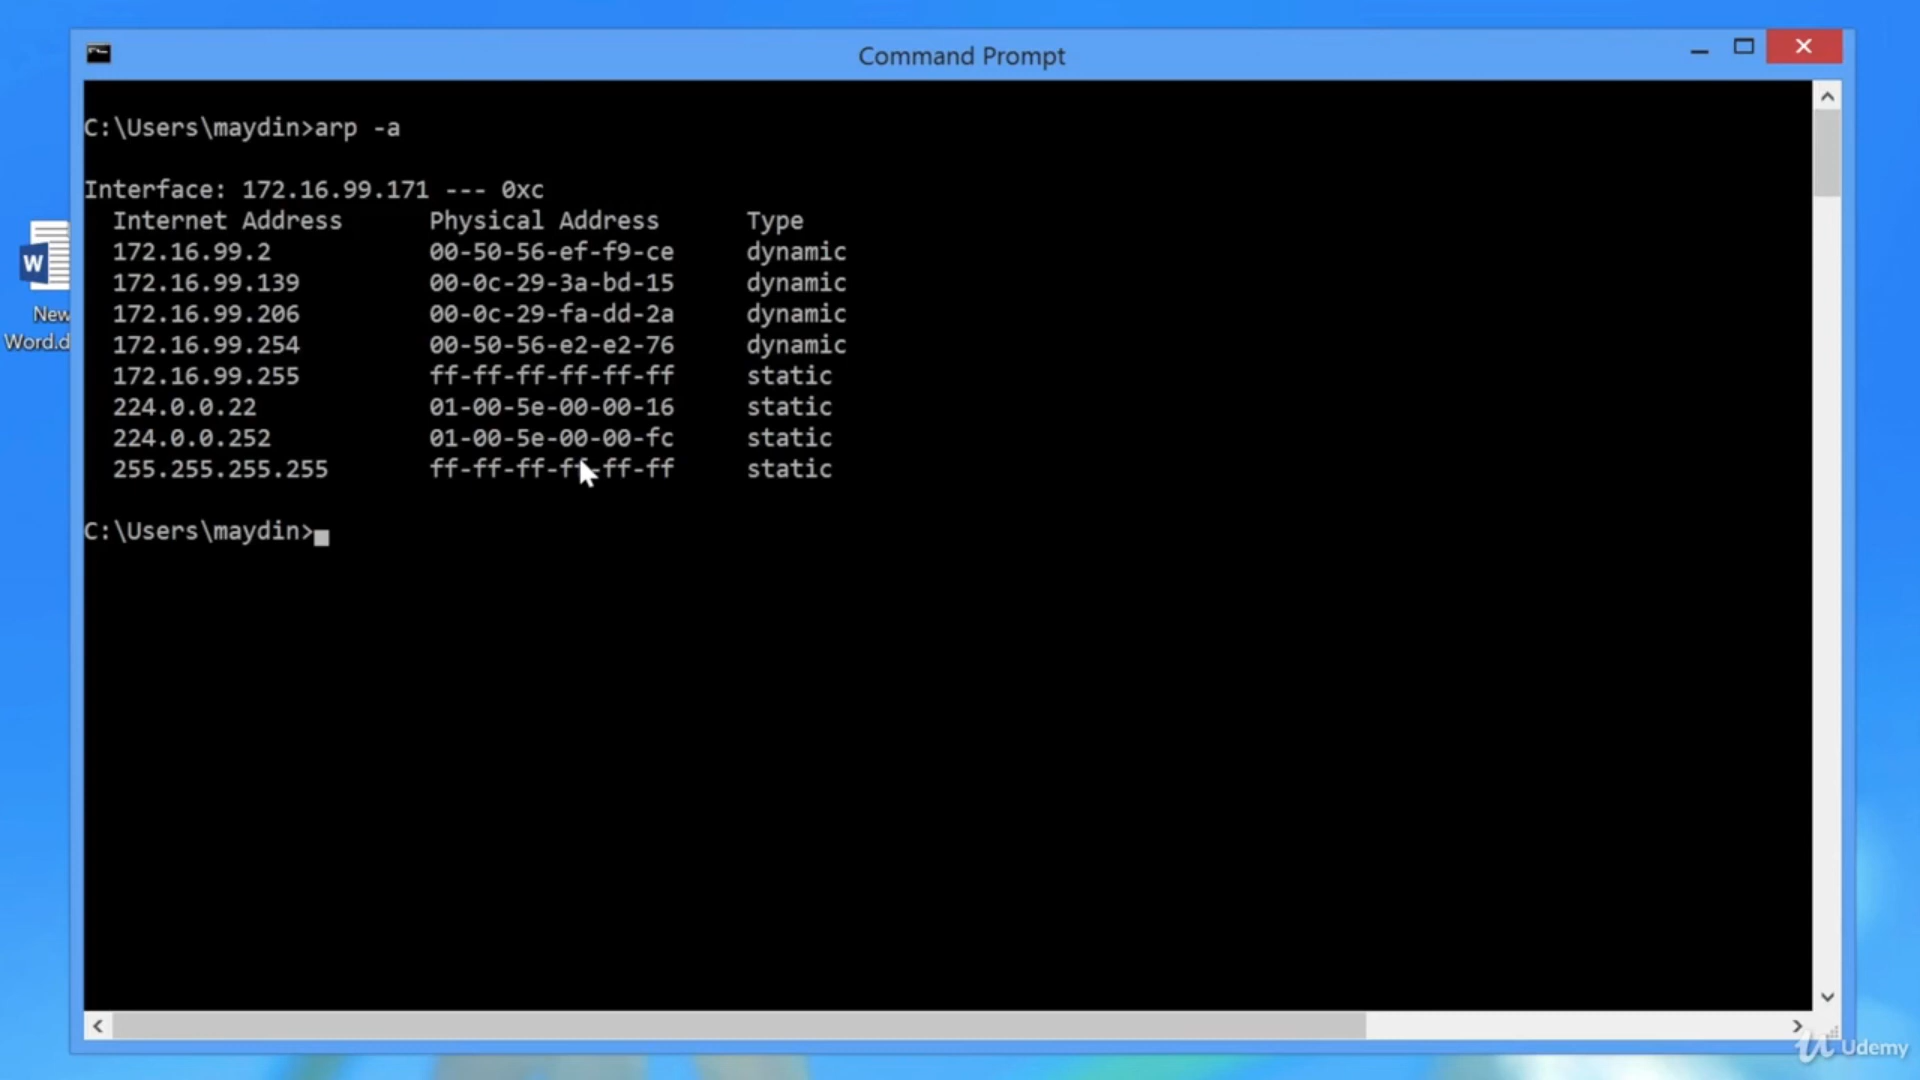 Command Prompt
C:\Users\maydin>arp -a
Interface: 172.16.99.171 --- 0xc
Internet Address Physical Address Type
172.16.99.2 00-50-56-ef-f9-ce dynamic
172.16.99.139 00-0c-29-3a-bd-15 dynamic
172.16.99.206 00-0c-29-fa-dd-2a dynamic
172.16.99.254 00-50-56-e2-e2-76 dynamic
172.16.99.255 ff-ff-ff-ff-ff-ff static
224.0.0.22 01-00-5e-00-00-16 static
224.0.0.252 01-00-5e-00-00-fc static
255.255.255.255 ff-ff-ff-ff-ff-ff static
C:\Users\maydin>
W
New
Word.d
Udemy